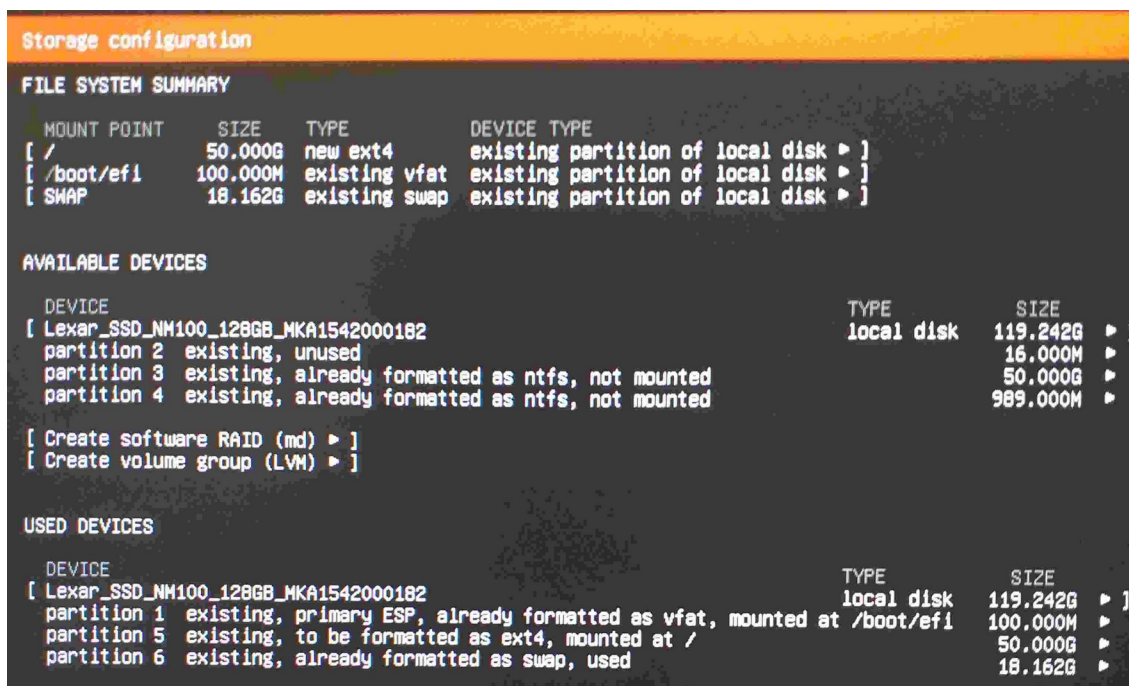 Storage configuration
FILE SYSTEM SUMMARY
MOUNT POINT SIZE TYPE DEVICE TYPE
[ / 50.000G new ext4 existing partition of local disk ▸ ]
[ /boot/efi 100.000M existing vfat existing partition of local disk ▸ ]
[ SWAP 18.162G existing swap existing partition of local disk ▸ ]
AVAILABLE DEVICES
DEVICE TYPE SIZE
[ Lexar_SSD_NM100_128GB_MKA1542000182 local disk 119.242G ▸ ]
partition 2 existing, unused 16.000M ▸
partition 3 existing, already formatted as ntfs, not mounted 50.000G ▸
partition 4 existing, already formatted as ntfs, not mounted 989.000M ▸
[ Create software RAID (md) ▸ ]
[ Create volume group (LVM) ▸ ]
USED DEVICES
DEVICE TYPE SIZE
[ Lexar_SSD_NM100_128GB_MKA1542000182 local disk 119.242G ▸ ]
partition 1 existing, primary ESP, already formatted as vfat, mounted at /boot/efi 100.000M ▸
partition 5 existing, to be formatted as ext4, mounted at / 50.000G ▸
partition 6 existing, already formatted as swap, used 18.162G ▸